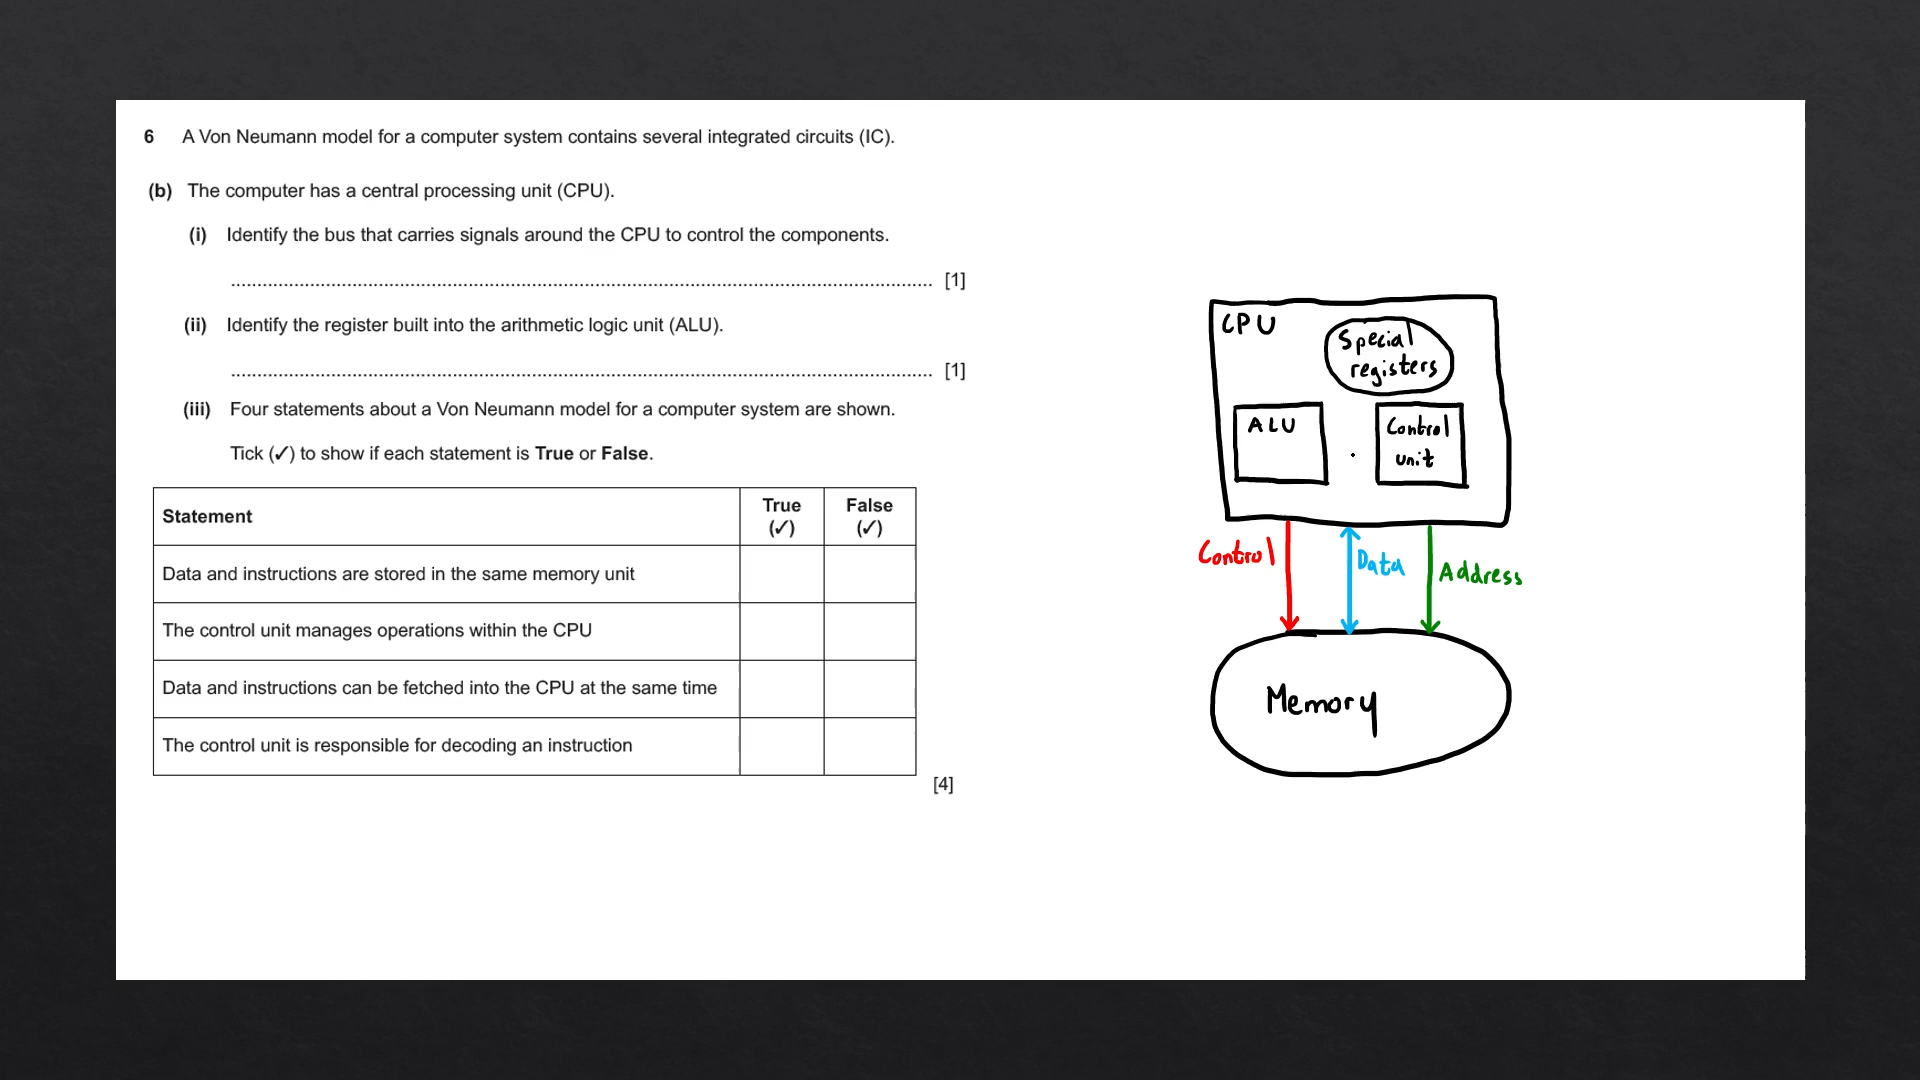 6 A Von Neumann model for a computer system contains several integrated circuits (IC).
(b) The computer has a central processing unit (CPU).
(i) Identify the bus that carries signals around the CPU to control the components.
................................................................................................................................ [1]
(ii) Identify the register built into the arithmetic logic unit (ALU).
................................................................................................................................ [1]
(iii) Four statements about a Von Neumann model for a computer system are shown.
Tick (✓) to show if each statement is True or False.
Statement True (✓) False (✓)
Data and instructions are stored in the same memory unit
The control unit manages operations within the CPU
Data and instructions can be fetched into the CPU at the same time
The control unit is responsible for decoding an instruction
[4]
CPU
Special
registers
ALU
Control
unit
Control
Data
Address
Memory